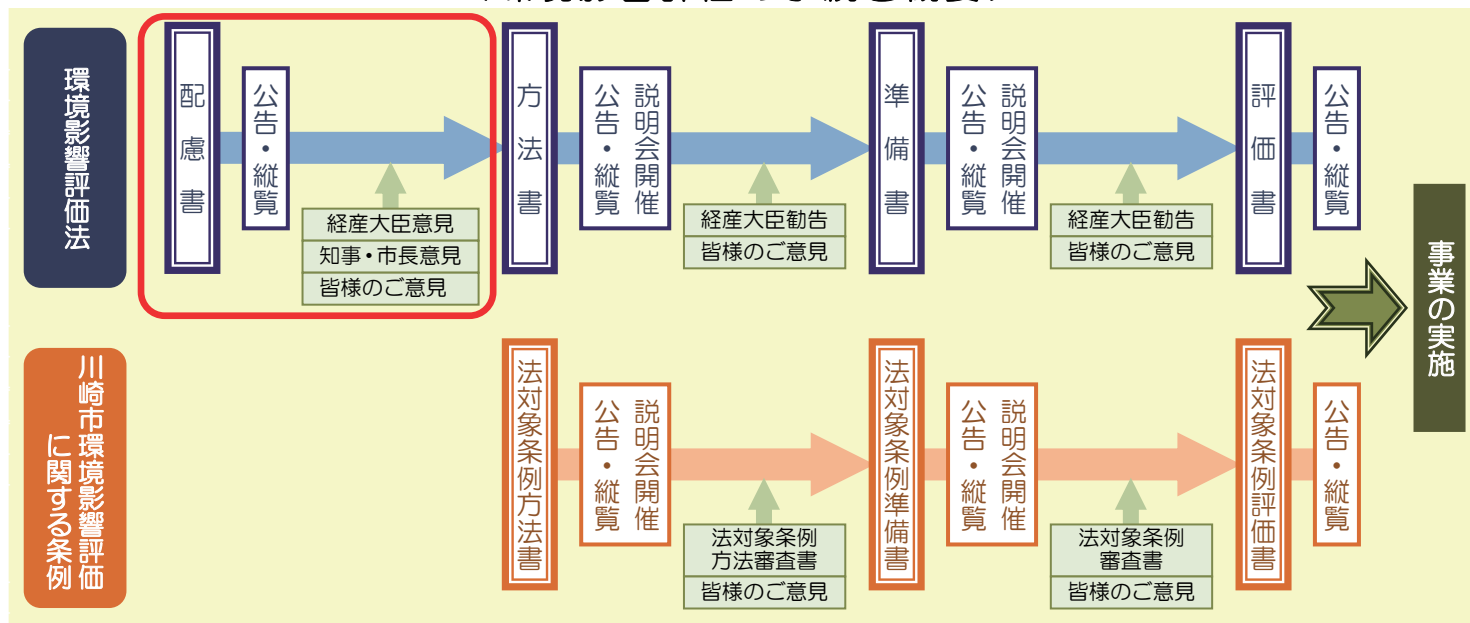 環境影響評価法
配慮書
公告・縦覧
経産大臣意見
知事・市長意見
皆様のご意見
方法書
説明会開催
公告・縦覧
経産大臣勧告
皆様のご意見
準備書
説明会開催
公告・縦覧
経産大臣勧告
皆様のご意見
評価書
公告・縦覧
事業の実施
川崎市環境影響評価
に関する条例
法対象条例方法書
説明会開催
公告・縦覧
法対象条例
方法審査書
皆様のご意見
法対象条例準備書
説明会開催
公告・縦覧
法対象条例
審査書
皆様のご意見
法対象条例評価書
公告・縦覧